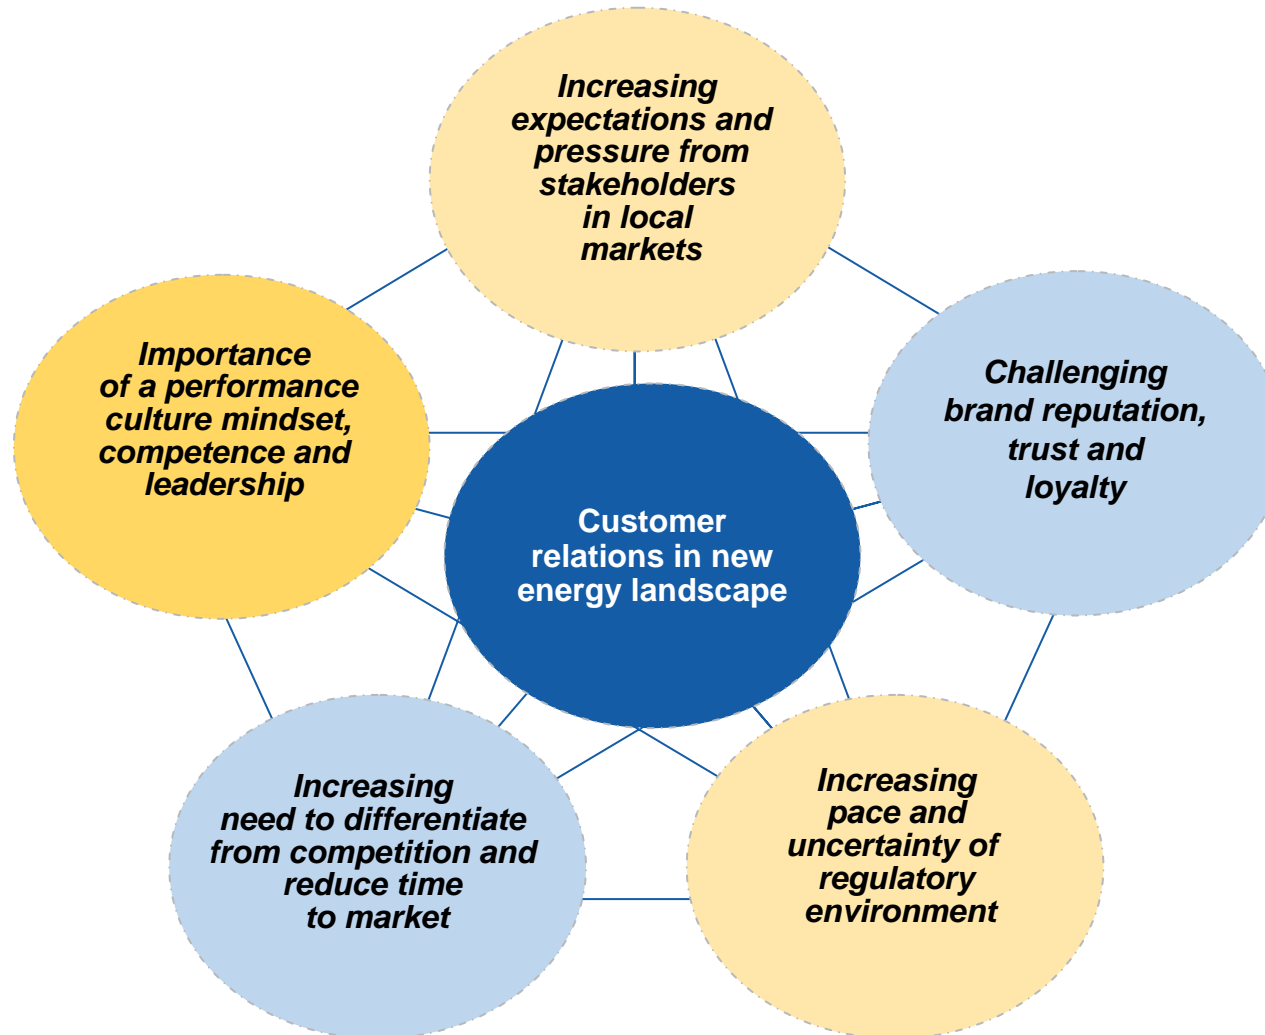 Increasing
expectations and
pressure from
stakeholders
in local
markets
Importance
of a performance
culture mindset,
competence and
leadership
Challenging
brand reputation,
trust and
loyalty
Customer
relations in new
energy landscape
Increasing
need to differentiate
from competition and
reduce time
to market
Increasing
pace and
uncertainty of
regulatory
environment